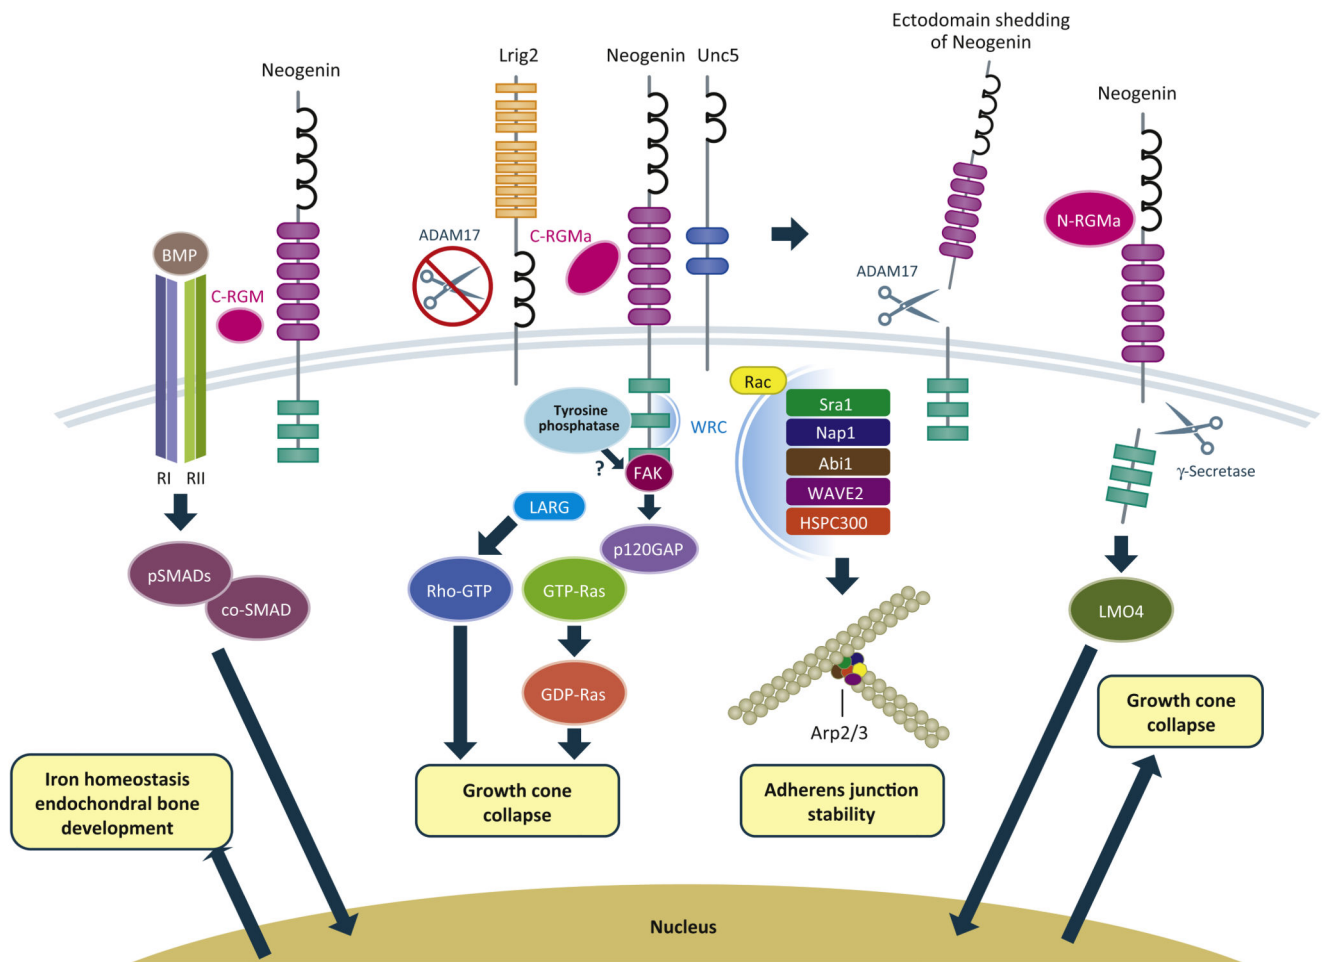 Ectodomain shedding
of Neogenin
Lrig2
Neogenin
Unc5
Neogenin
Neogenin
N-RGMa
ADAM17
C-RGMa
BMP
ADAM17
C-RGM
Rac
Sra1
Nap1
Abi1
WAVE2
HSPC300
Tyrosine
phosphatase
WRC
?
FAK
γ-Secretase
RI
RII
LARG
p120GAP
pSMADs
co-SMAD
Rho-GTP
GTP-Ras
LMO4
GDP-Ras
Arp2/3
Growth cone
collapse
Iron homeostasis
endochondral bone
development
Growth cone
collapse
Adherens junction
stability
Nucleus